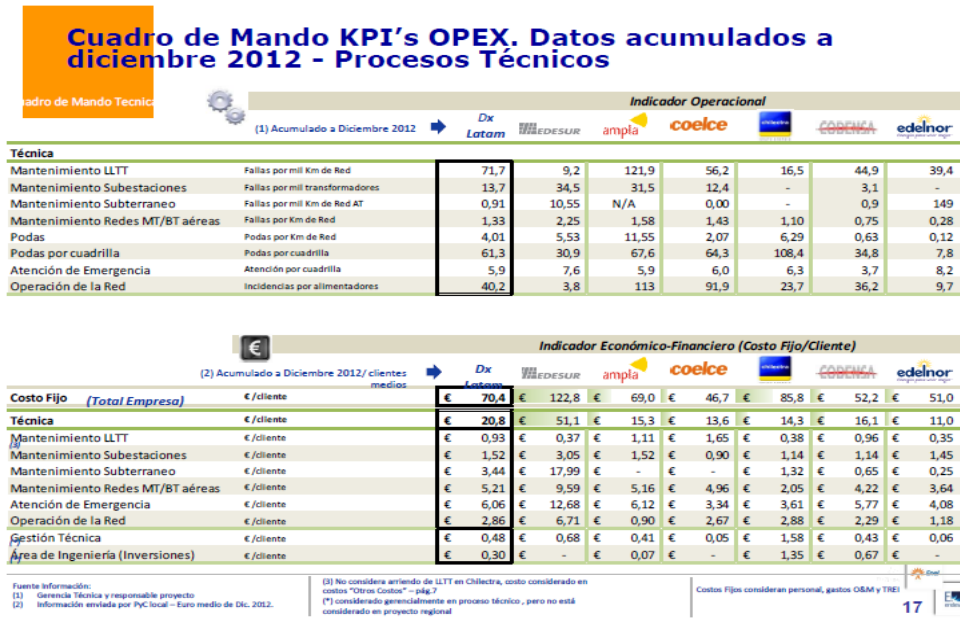 Cuadro de Mando KPI's OPEX. Datos acumulados a
diciembre 2012 - Procesos Técnicos
uadro de Mando Tecnica
Indicador Operacional
(1) Acumulado a Diciembre 2012 Dx Latam EDESUR ampla coelce chilectra CODENSA edelnor
Técnica
Mantenimiento LLTT Fallas por mil Km de Red 71,7 9,2 121,9 56,2 16,5 44,9 39,4
Mantenimiento Subestaciones Fallas por mil transformadores 13,7 34,5 31,5 12,4 - 3,1 -
Mantenimiento Subterraneo Fallas por mil Km de Red AT 0,91 10,55 N/A 0,00 - 0,9 149
Mantenimiento Redes MT/BT aéreas Fallas por Km de Red 1,33 2,25 1,58 1,43 1,10 0,75 0,28
Podas Podas por Km de Red 4,01 5,53 11,55 2,07 6,29 0,63 0,12
Podas por cuadrilla Podas por cuadrilla 61,3 30,9 67,6 64,3 108,4 34,8 7,8
Atención de Emergencia Atención por cuadrilla 5,9 7,6 5,9 6,0 6,3 3,7 8,2
Operación de la Red Incidencias por alimentadores 40,2 3,8 113 91,9 23,7 36,2 9,7
€
Indicador Económico-Financiero (Costo Fijo/Cliente)
(2) Acumulado a Diciembre 2012/ clientes medios Dx Latam EDESUR ampla coelce chilectra CODENSA edelnor
Costo Fijo (Total Empresa) €/cliente € 70,4 € 122,8 € 69,0 € 46,7 € 85,8 € 52,2 € 51,0
Técnica €/cliente € 20,8 € 51,1 € 15,3 € 13,6 € 14,3 € 16,1 € 11,0
Mantenimiento LLTT €/cliente € 0,93 € 0,37 € 1,11 € 1,65 € 0,38 € 0,96 € 0,35
(3)
Mantenimiento Subestaciones €/cliente € 1,52 € 3,05 € 1,52 € 0,90 € 1,14 € 1,14 € 1,45
Mantenimiento Subterraneo €/cliente € 3,44 € 17,99 € - € - € 1,32 € 0,65 € 0,25
Mantenimiento Redes MT/BT aéreas €/cliente € 5,21 € 9,59 € 5,16 € 4,96 € 2,05 € 4,22 € 3,64
Atención de Emergencia €/cliente € 6,06 € 12,68 € 6,12 € 3,34 € 3,61 € 5,77 € 4,08
Operación de la Red €/cliente € 2,86 € 6,71 € 0,90 € 2,67 € 2,88 € 2,29 € 1,18
Gestión Técnica €/cliente € 0,48 € 0,68 € 0,41 € 0,05 € 1,58 € 0,43 € 0,06
(*)
Área de Ingeniería (Inversiones) €/cliente € 0,30 € - € 0,07 € - € 1,35 € 0,67 € -
(*)
Fuente Información:
(1) Gerencia Técnica y responsable proyecto
(2) Información enviada por PyC local – Euro medio de Dic. 2012.
(3) No considera arriendo de LLTT en Chilectra, costo considerado en
costos "Otros Costos" – pág.7
(*) considerado gerencialmente en proceso técnico , pero no está
considerado en proyecto regional
Costos Fijos consideran personal, gastos O&M y TREI
Enel
17